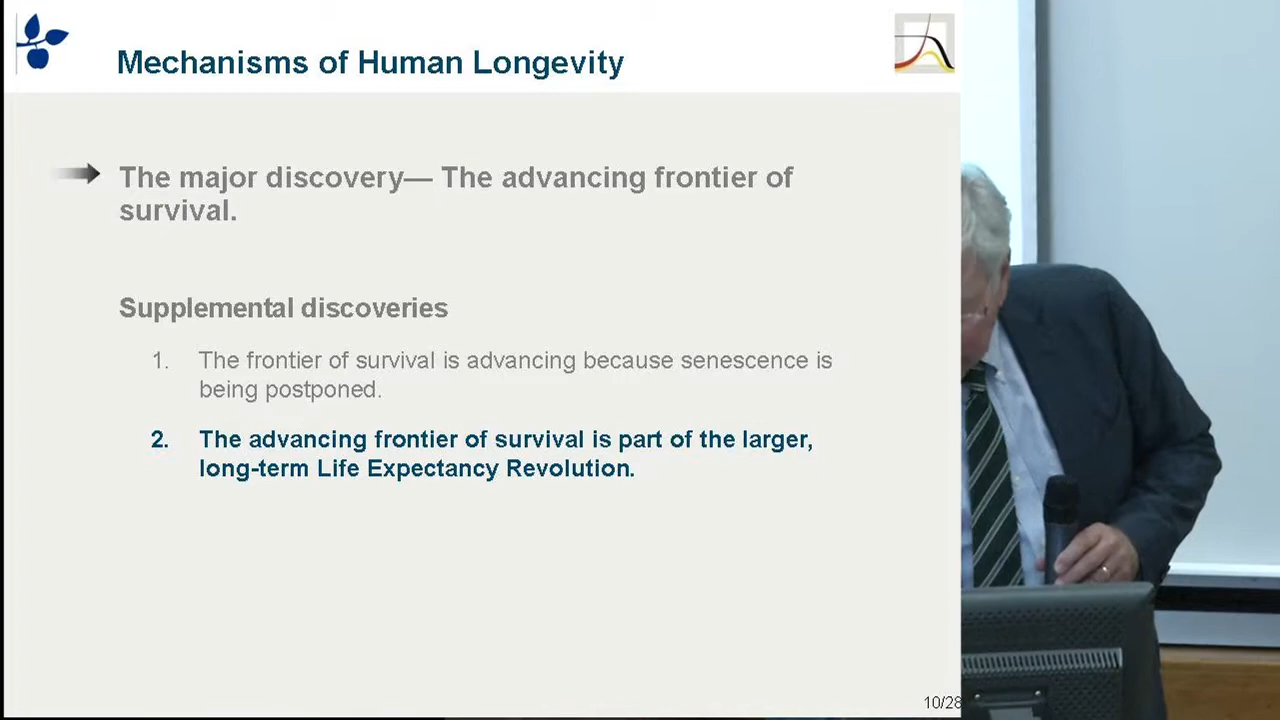 Mechanisms of Human Longevity
The major discovery— The advancing frontier of
survival.
Supplemental discoveries
1. The frontier of survival is advancing because senescence is
being postponed.
2. The advancing frontier of survival is part of the larger,
long-term Life Expectancy Revolution.
10/28